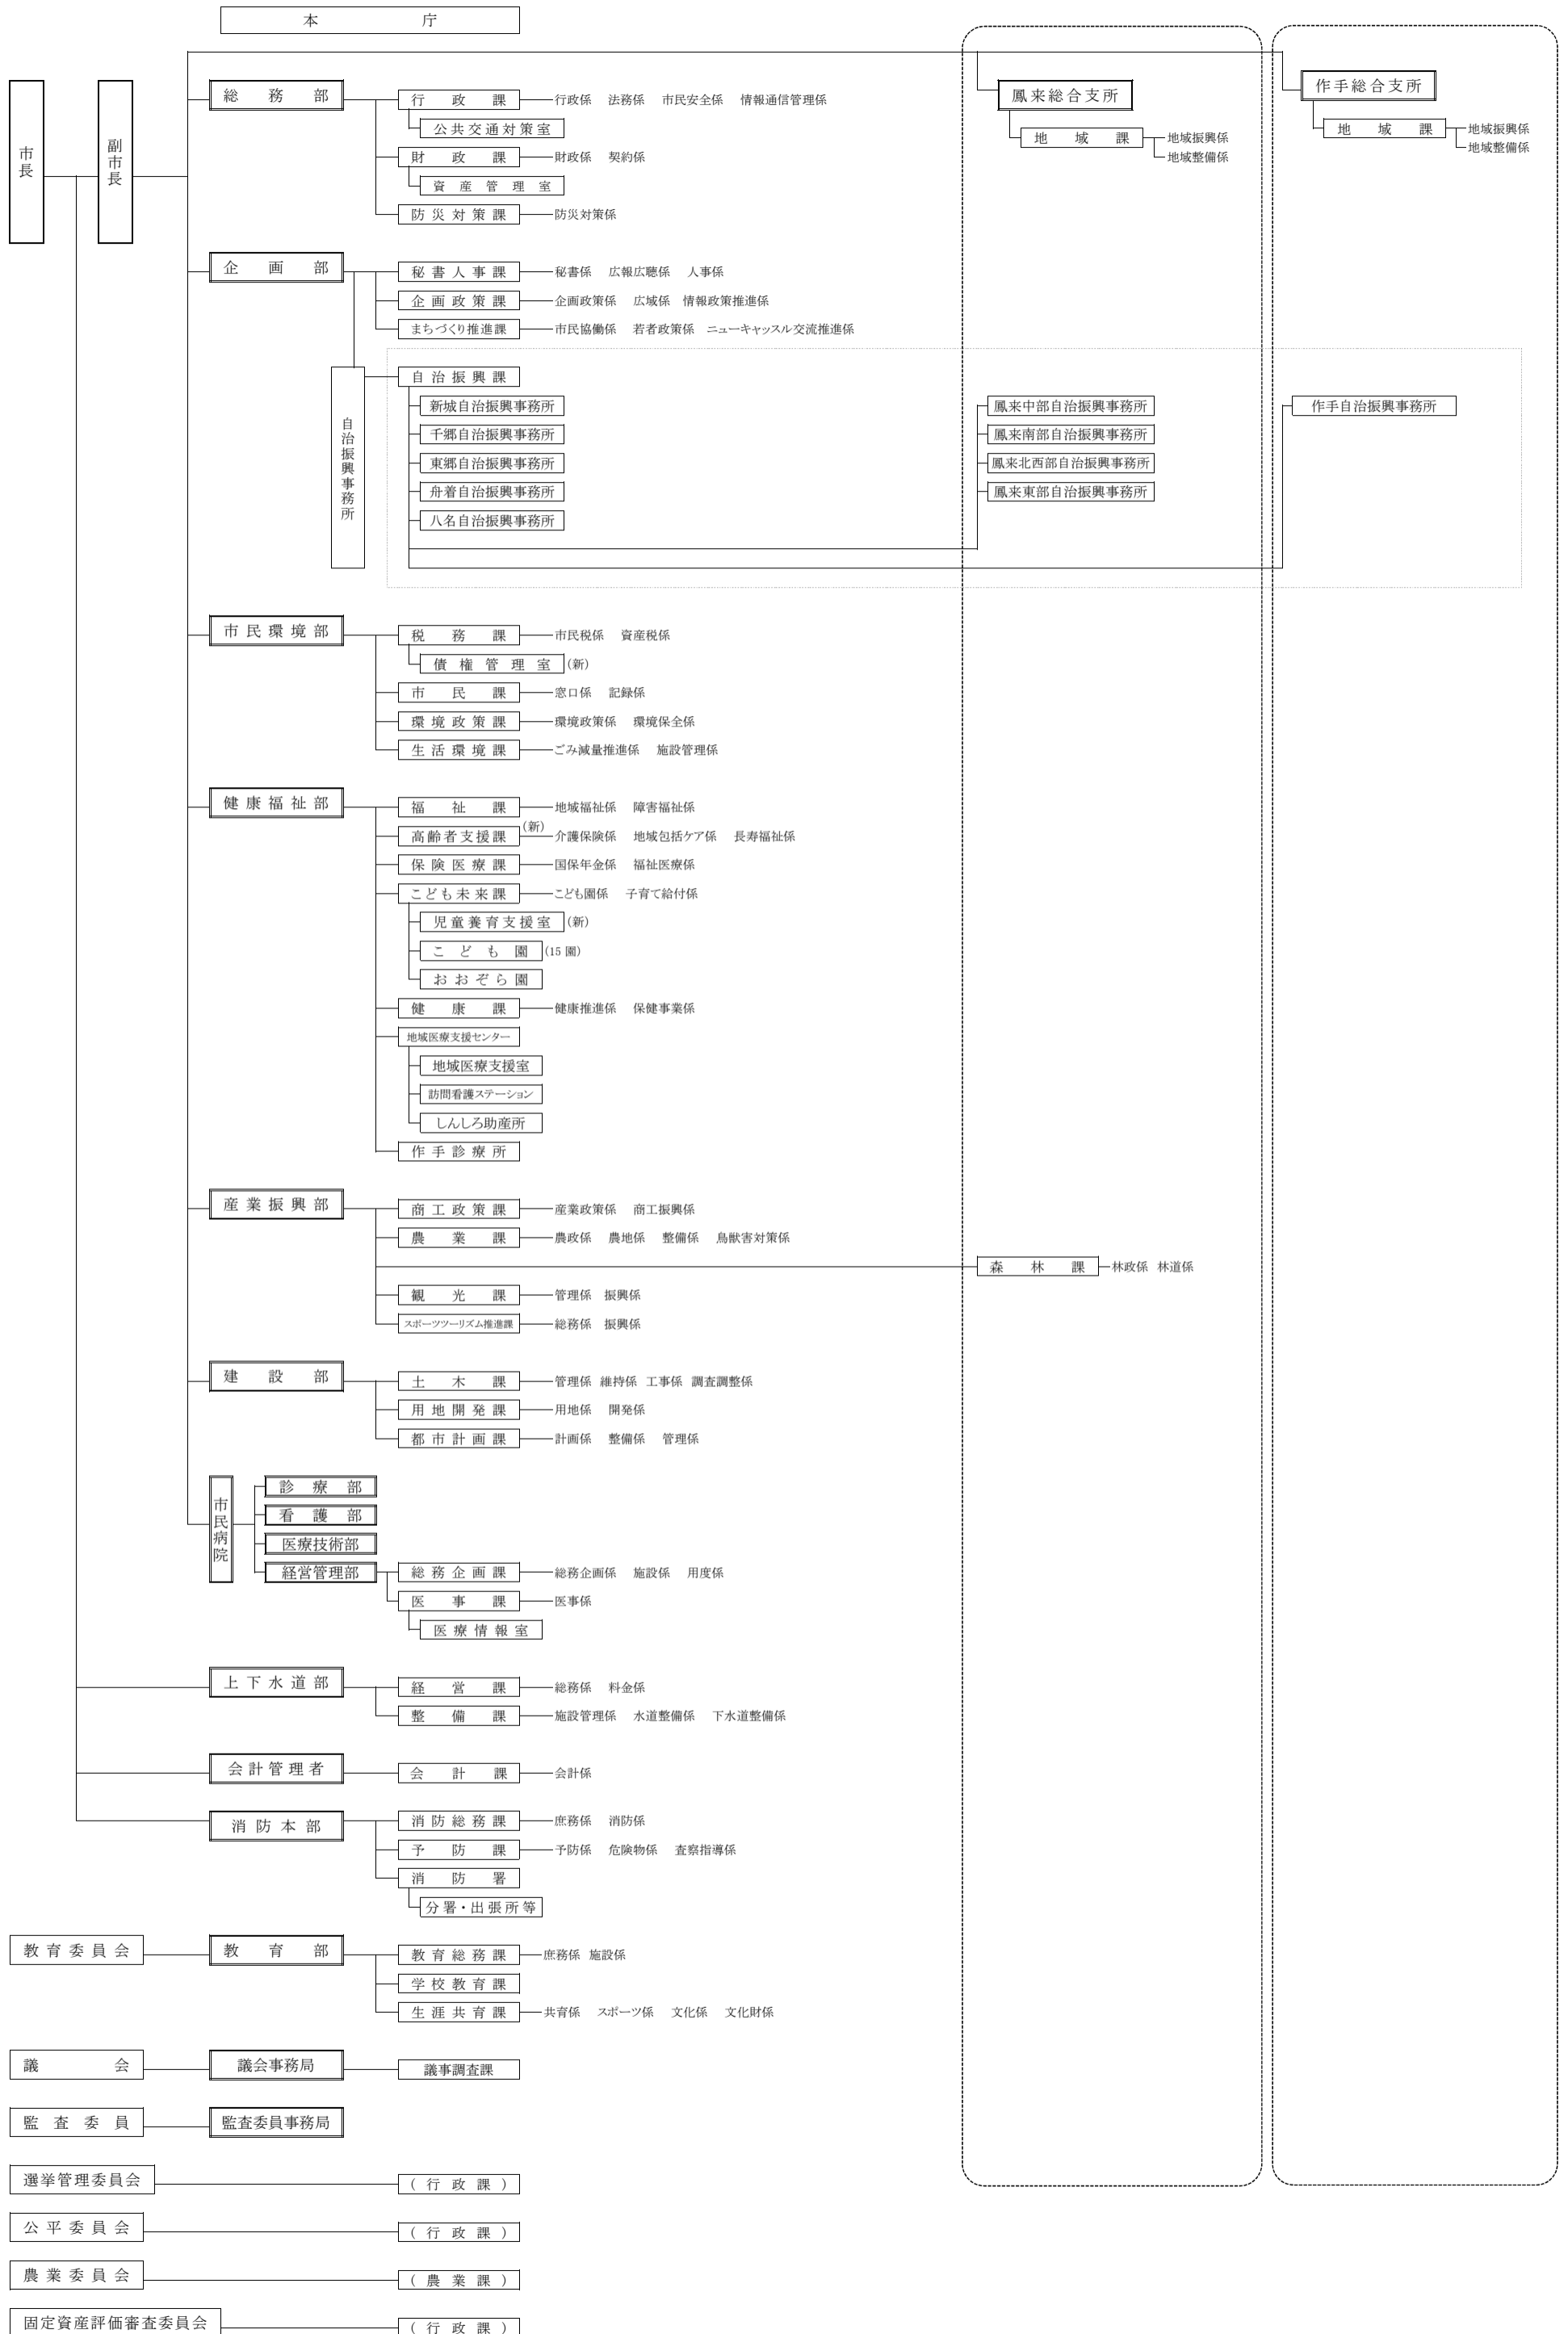 本庁
市長
副市長
総務部
行政課 行政係 法務係 市民安全係 情報通信管理係
公共交通対策室
財政課 財政係 契約係
資産管理室
防災対策課 防災対策係
鳳来総合支所
地域課 地域振興係
地域整備係
作手総合支所
地域課 地域振興係
地域整備係
企画部
秘書人事課 秘書係 広報広聴係 人事係
企画政策課 企画政策係 広域係 情報政策推進係
まちづくり推進課 市民協働係 若者政策係 ニューキャッスル交流推進係
自治振興事務所
自治振興課
新城自治振興事務所
千郷自治振興事務所
東郷自治振興事務所
舟着自治振興事務所
八名自治振興事務所
鳳来中部自治振興事務所
鳳来南部自治振興事務所
鳳来北西部自治振興事務所
鳳来東部自治振興事務所
作手自治振興事務所
市民環境部
税務課 市民税係 資産税係
債権管理室 (新)
市民課 窓口係 記録係
環境政策課 環境政策係 環境保全係
生活環境課 ごみ減量推進係 施設管理係
健康福祉部
福祉課 地域福祉係 障害福祉係
高齢者支援課 (新) 介護保険係 地域包括ケア係 長寿福祉係
保険医療課 国保年金係 福祉医療係
こども未来課 こども園係 子育て給付係
児童養育支援室 (新)
こども園 (15 園)
おおぞら園
健康課 健康推進係 保健事業係
地域医療支援センター
地域医療支援室
訪問看護ステーション
しんしろ助産所
作手診療所
産業振興部
商工政策課 産業政策係 商工振興係
農業課 農政係 農地係 整備係 鳥獣害対策係
森林課 林政係 林道係
観光課 管理係 振興係
スポーツツーリズム推進課 総務係 振興係
建設部
土木課 管理係 維持係 工事係 調査調整係
用地開発課 用地係 開発係
都市計画課 計画係 整備係 管理係
市民病院
診療部
看護部
医療技術部
経営管理部
総務企画課 総務企画係 施設係 用度係
医事課 医事係
医療情報室
上下水道部
経営課 総務係 料金係
整備課 施設管理係 水道整備係 下水道整備係
会計管理者
会計課 会計係
消防本部
消防総務課 庶務係 消防係
予防課 予防係 危険物係 査察指導係
消防署
分署・出張所等
教育委員会
教育部
教育総務課 庶務係 施設係
学校教育課
生涯共育課 共育係 スポーツ係 文化係 文化財係
議会
議会事務局
議事調査課
監査委員
監査委員事務局
選挙管理委員会
(行政課)
公平委員会
(行政課)
農業委員会
(農業課)
固定資産評価審査委員会
(行政課)